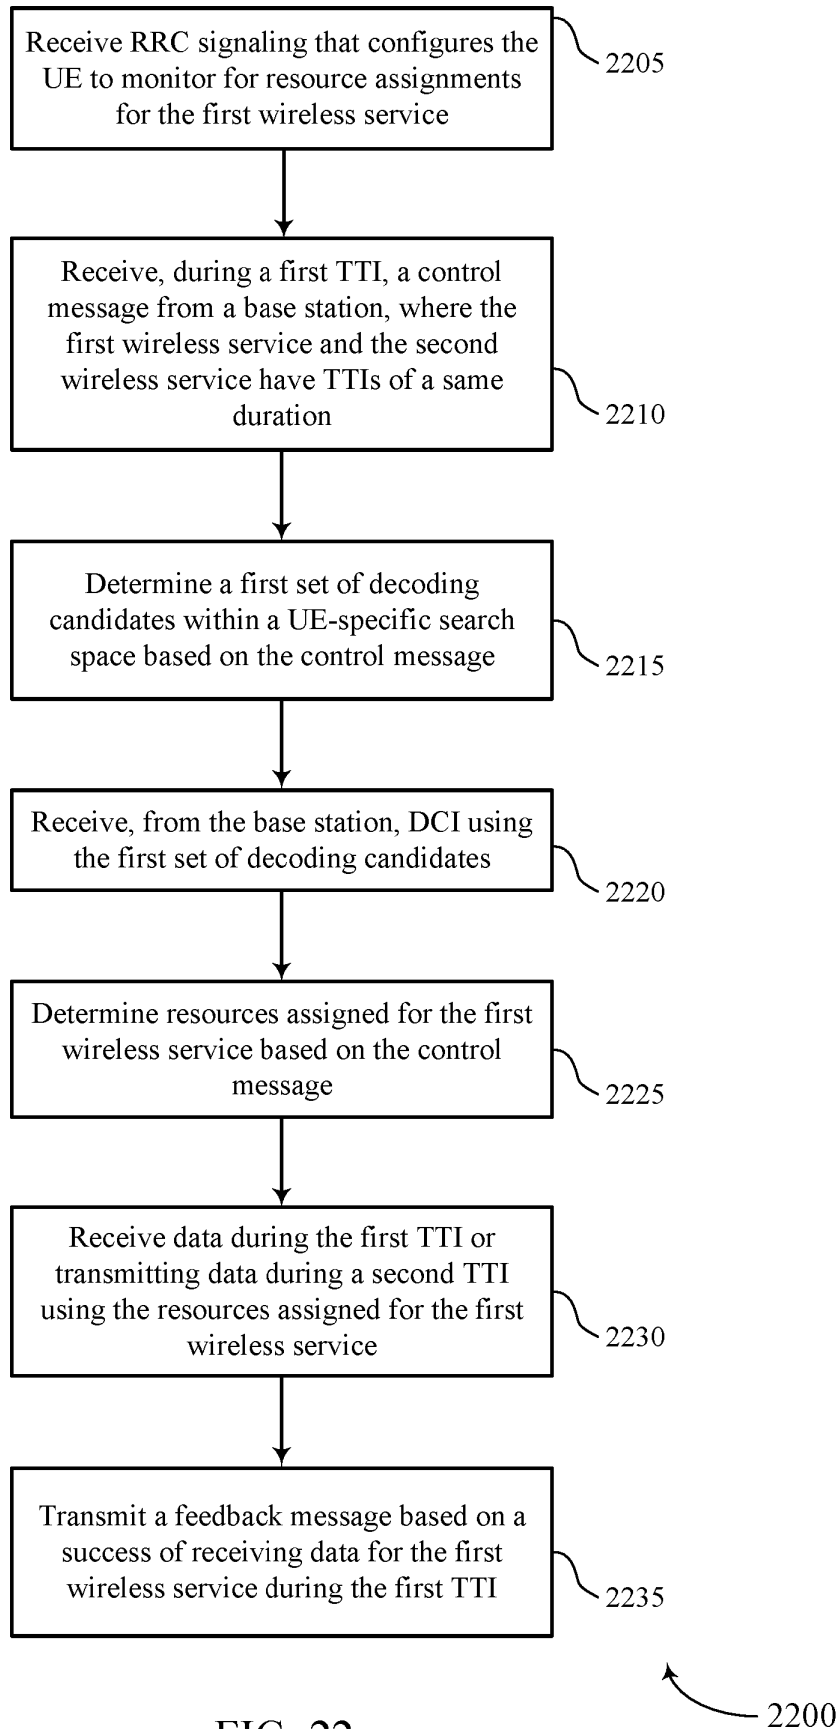 Receive RRC signaling that configures the
UE to monitor for resource assignments
for the first wireless service
2205
Receive, during a first TTI, a control
message from a base station, where the
first wireless service and the second
wireless service have TTIs of a same
duration
2210
Determine a first set of decoding
candidates within a UE-specific search
space based on the control message
2215
Receive, from the base station, DCI using
the first set of decoding candidates
2220
Determine resources assigned for the first
wireless service based on the control
message
2225
Receive data during the first TTI or
transmitting data during a second TTI
using the resources assigned for the first
wireless service
2230
Transmit a feedback message based on a
success of receiving data for the first
wireless service during the first TTI
2235
2200
FIG. 22